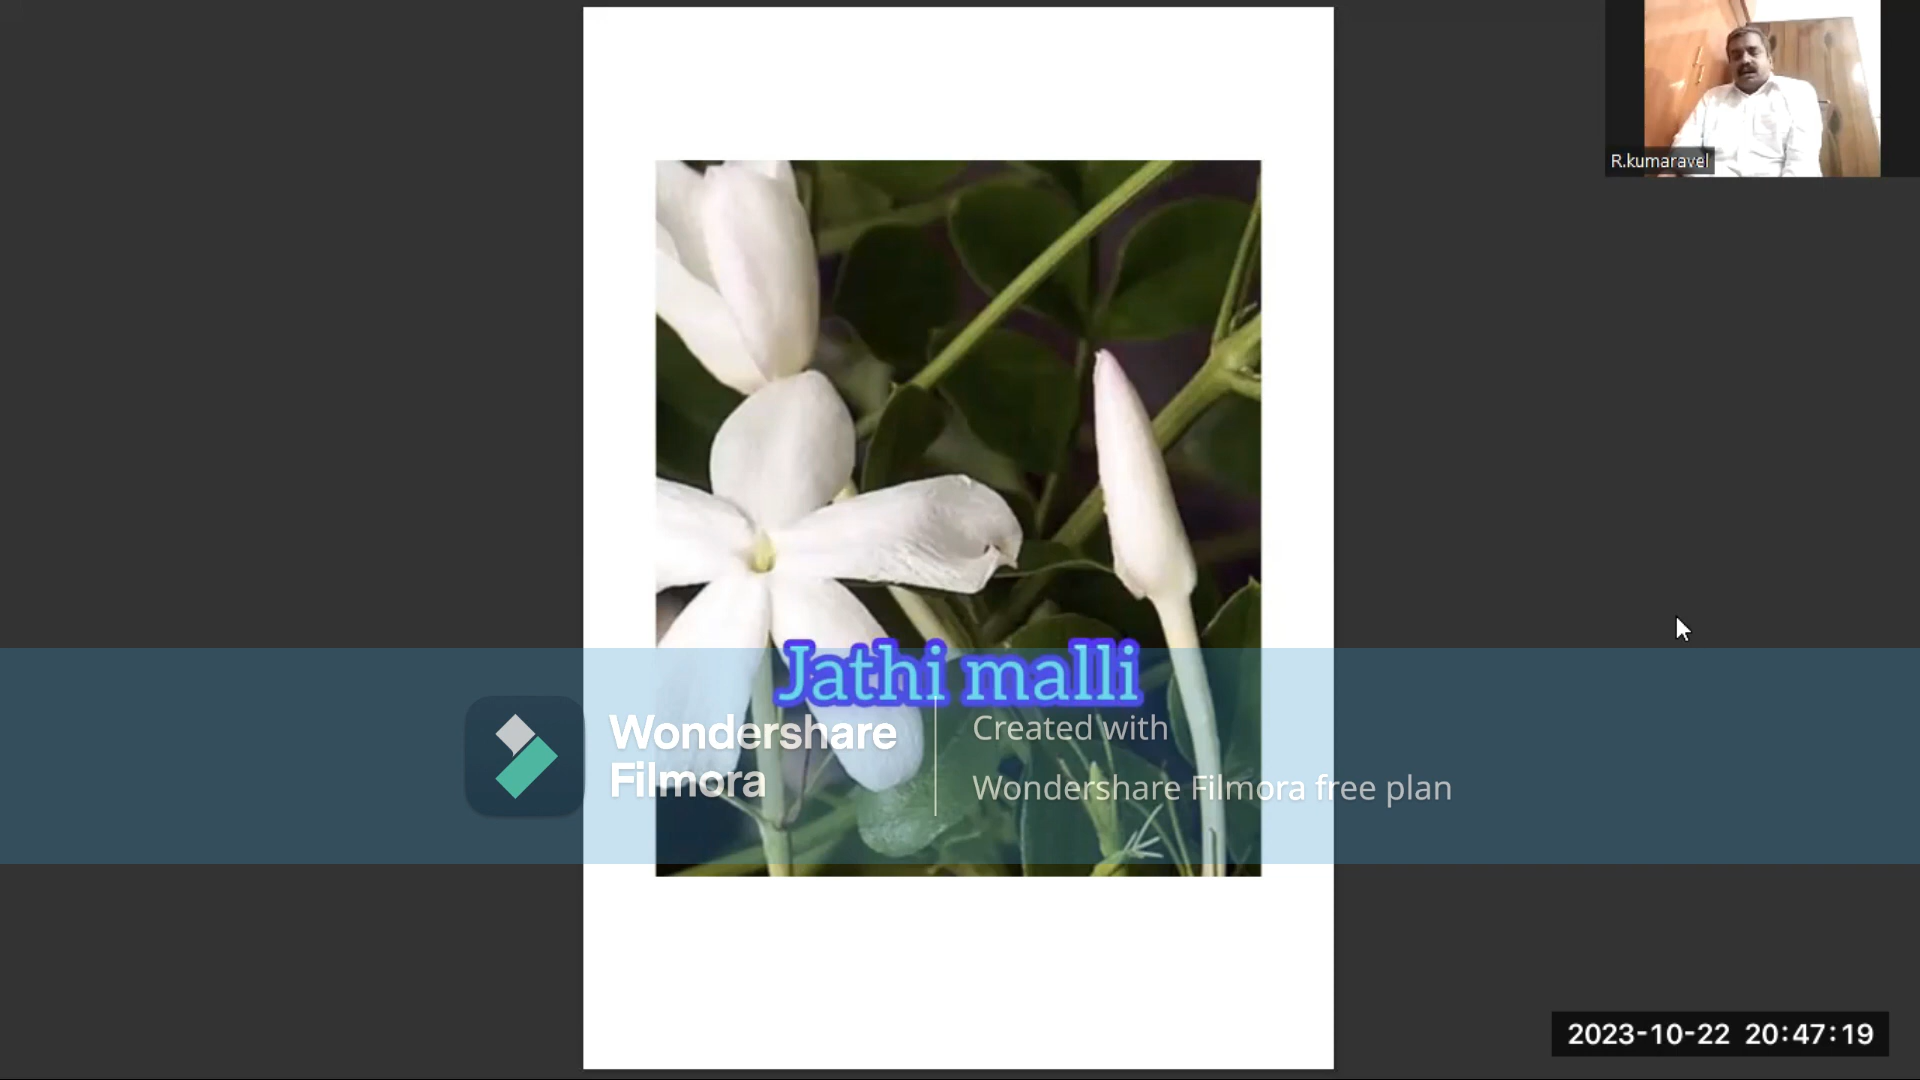 R.kumaravel
Jathi malli
Wondershare
Filmora
Created with
Wondershare Filmora free plan
2023-10-22 20:47:19